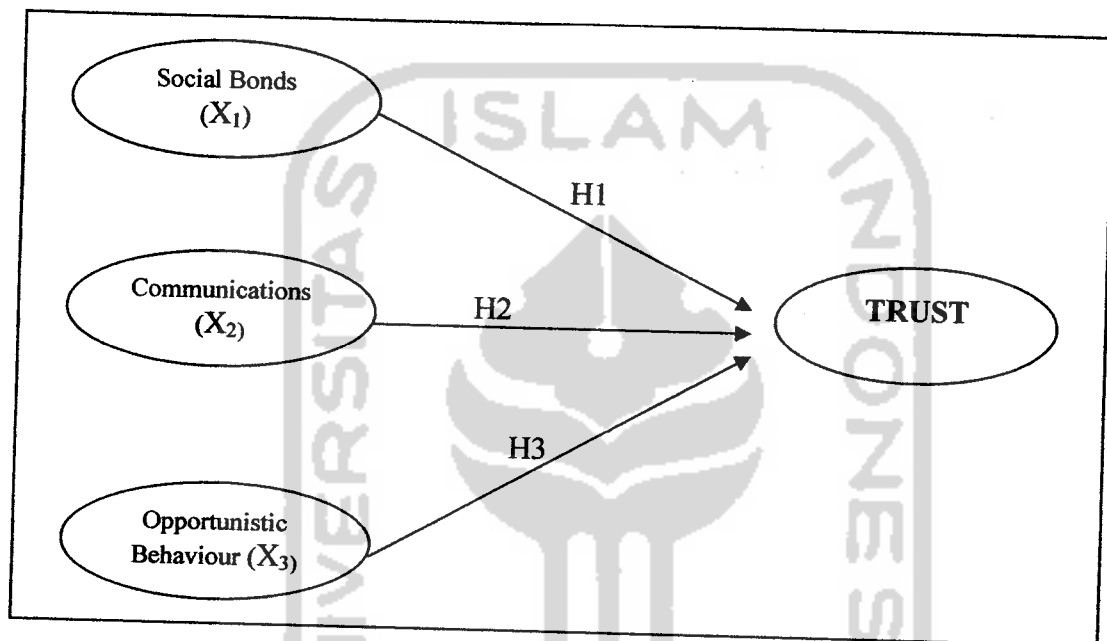 Social Bonds
(X₁)
H1
Communications
(X₂)
H2
TRUST
H3
Opportunistic
Behaviour (X₃)
ISLAM